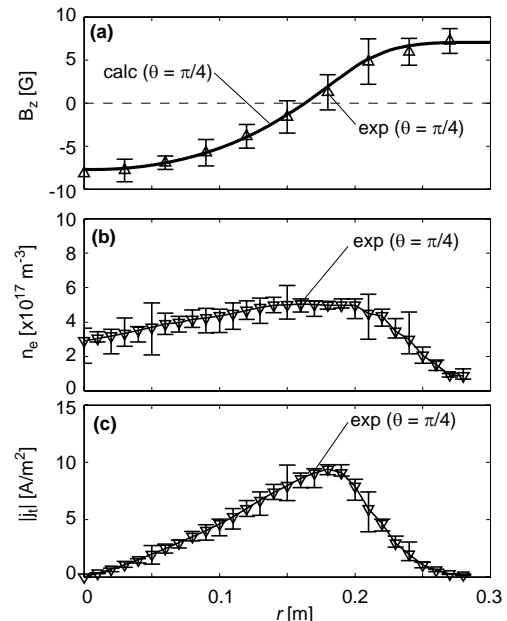 10
(a)
5
calc (θ = π/4)
B_z [G]
0
exp (θ = π/4)
-5
-10
10
(b)
exp (θ = π/4)
8
6
n_e [x10^17 m^-3]
4
2
0
15
(c)
exp (θ = π/4)
10
|j_t| [A/m^2]
5
0
0 0.1 0.2 0.3
r [m]